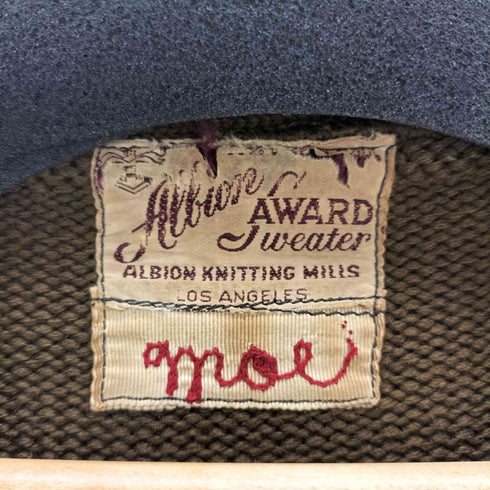 Albion AWARD
Sweater
ALBION KNITTING MILLS
LOS ANGELES
moe